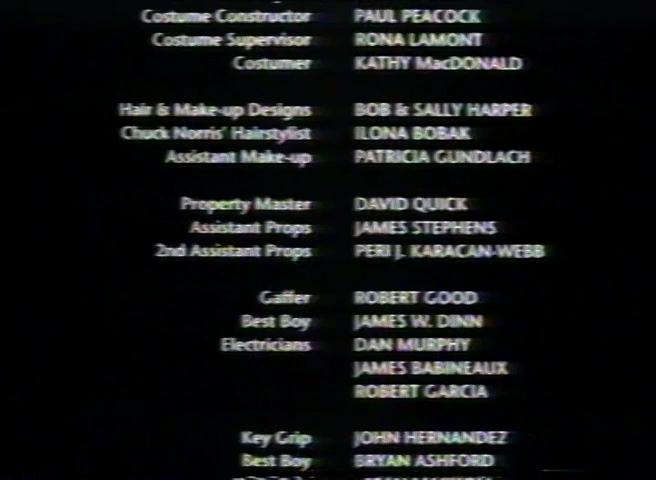 Costume Constructor PAUL PEACOCK
Costume Supervisor RONA LAMONT
Costumer KATHY MacDONALD
Hair & Make-up Designs BOB & SALLY HARPER
Chuck Norris' Hairstylist ILONA BOBAK
Assistant Make-up PATRICIA GUNDLACH
Property Master DAVID QUICK
Assistant Props JAMES STEPHENS
2nd Assistant Props PERI J. KARACAN-WEBB
Gaffer ROBERT GOOD
Best Boy JAMES W. DINN
Electricians DAN MURPHY
JAMES BABINEAUX
ROBERT GARCIA
Key Grip JOHN HERNANDEZ
Best Boy BRYAN ASHFORD